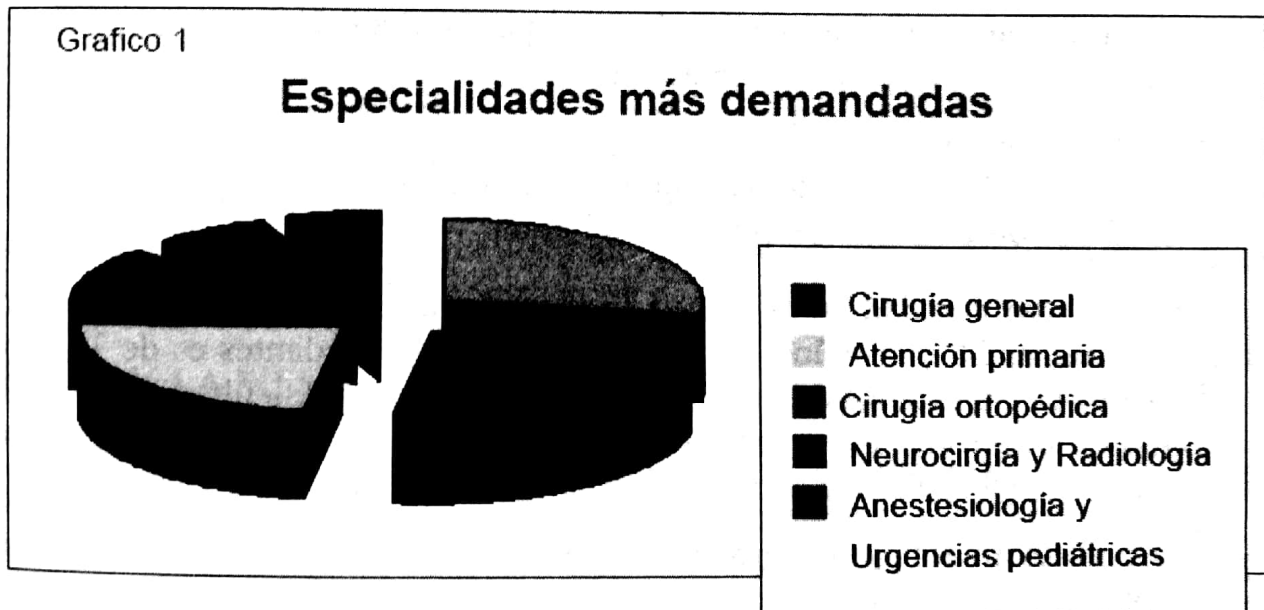 Grafico 1
Especialidades más demandadas
Cirugía general
Atención primaria
Cirugía ortopédica
Neurocirgía y Radiología
Anestesiología y
Urgencias pediátricas